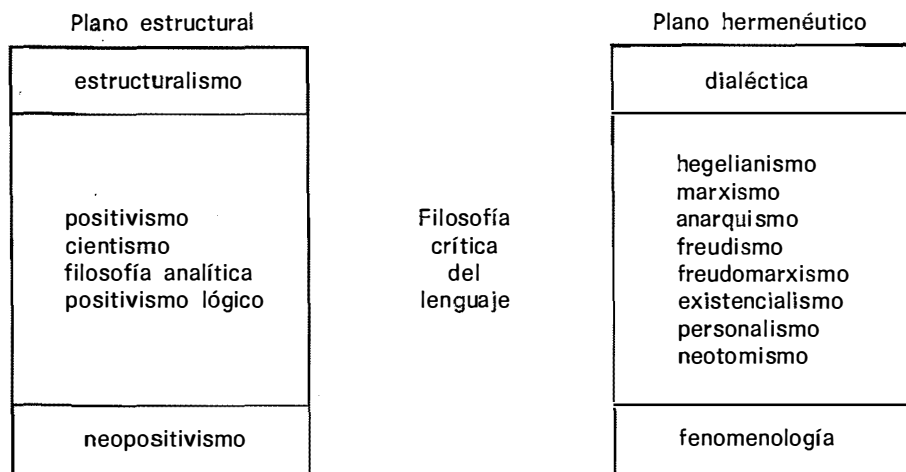 Plano estructural
estructuralismo
positivismo
cientismo
filosofía analítica
positivismo lógico
neopositivismo
Filosofía
crítica
del
lenguaje
Plano hermenéutico
dialéctica
hegelianismo
marxismo
anarquismo
freudismo
freudomarxismo
existencialismo
personalismo
neotomismo
fenomenología